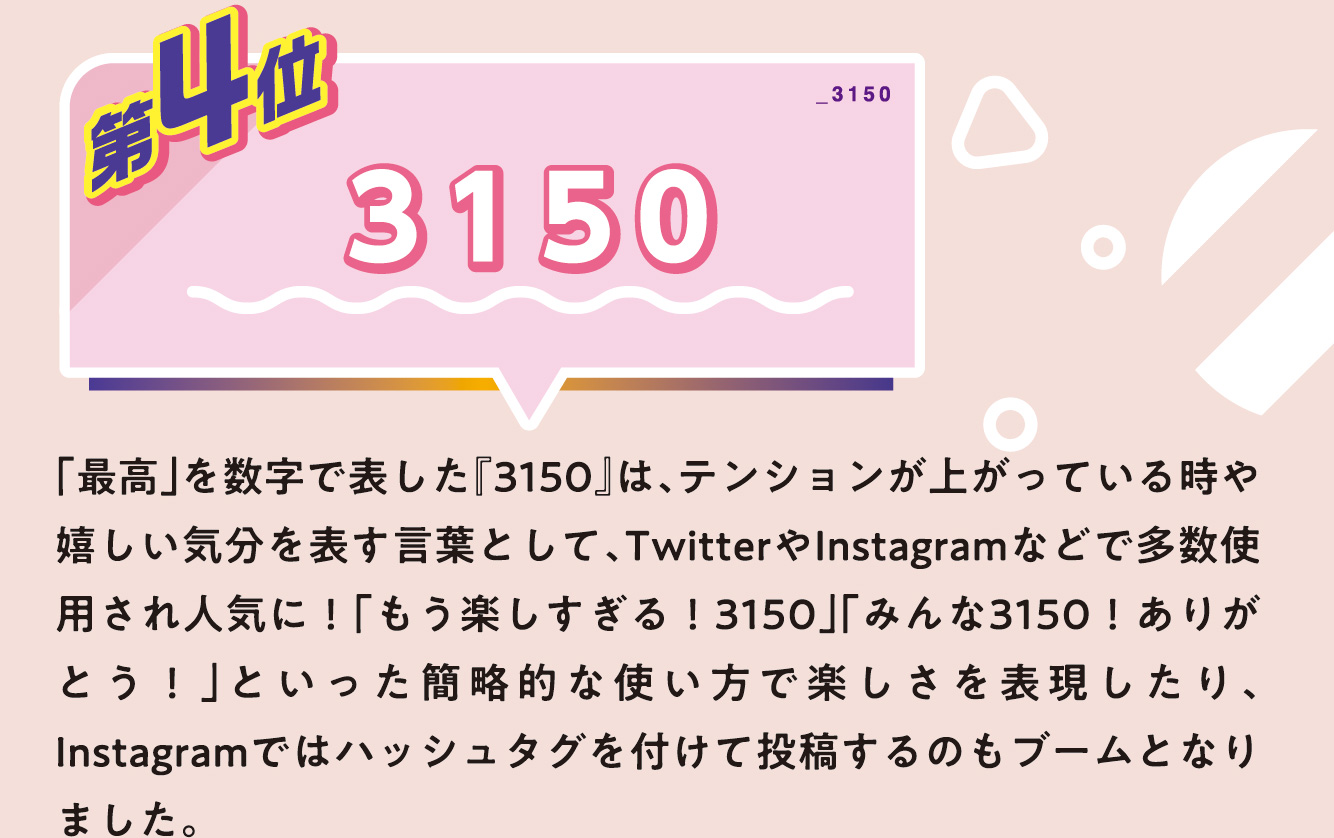 第4位
_3150
3150
「最高」を数字で表した『3150』は、テンションが上がっている時や
嬉しい気分を表す言葉として、TwitterやInstagramなどで多数使
用され人気に！「もう楽しすぎる！3150」「みんな3150！ありが
とう！」といった簡略的な使い方で楽しさを表現したり、
Instagramではハッシュタグを付けて投稿するのもブームとなり
ました。